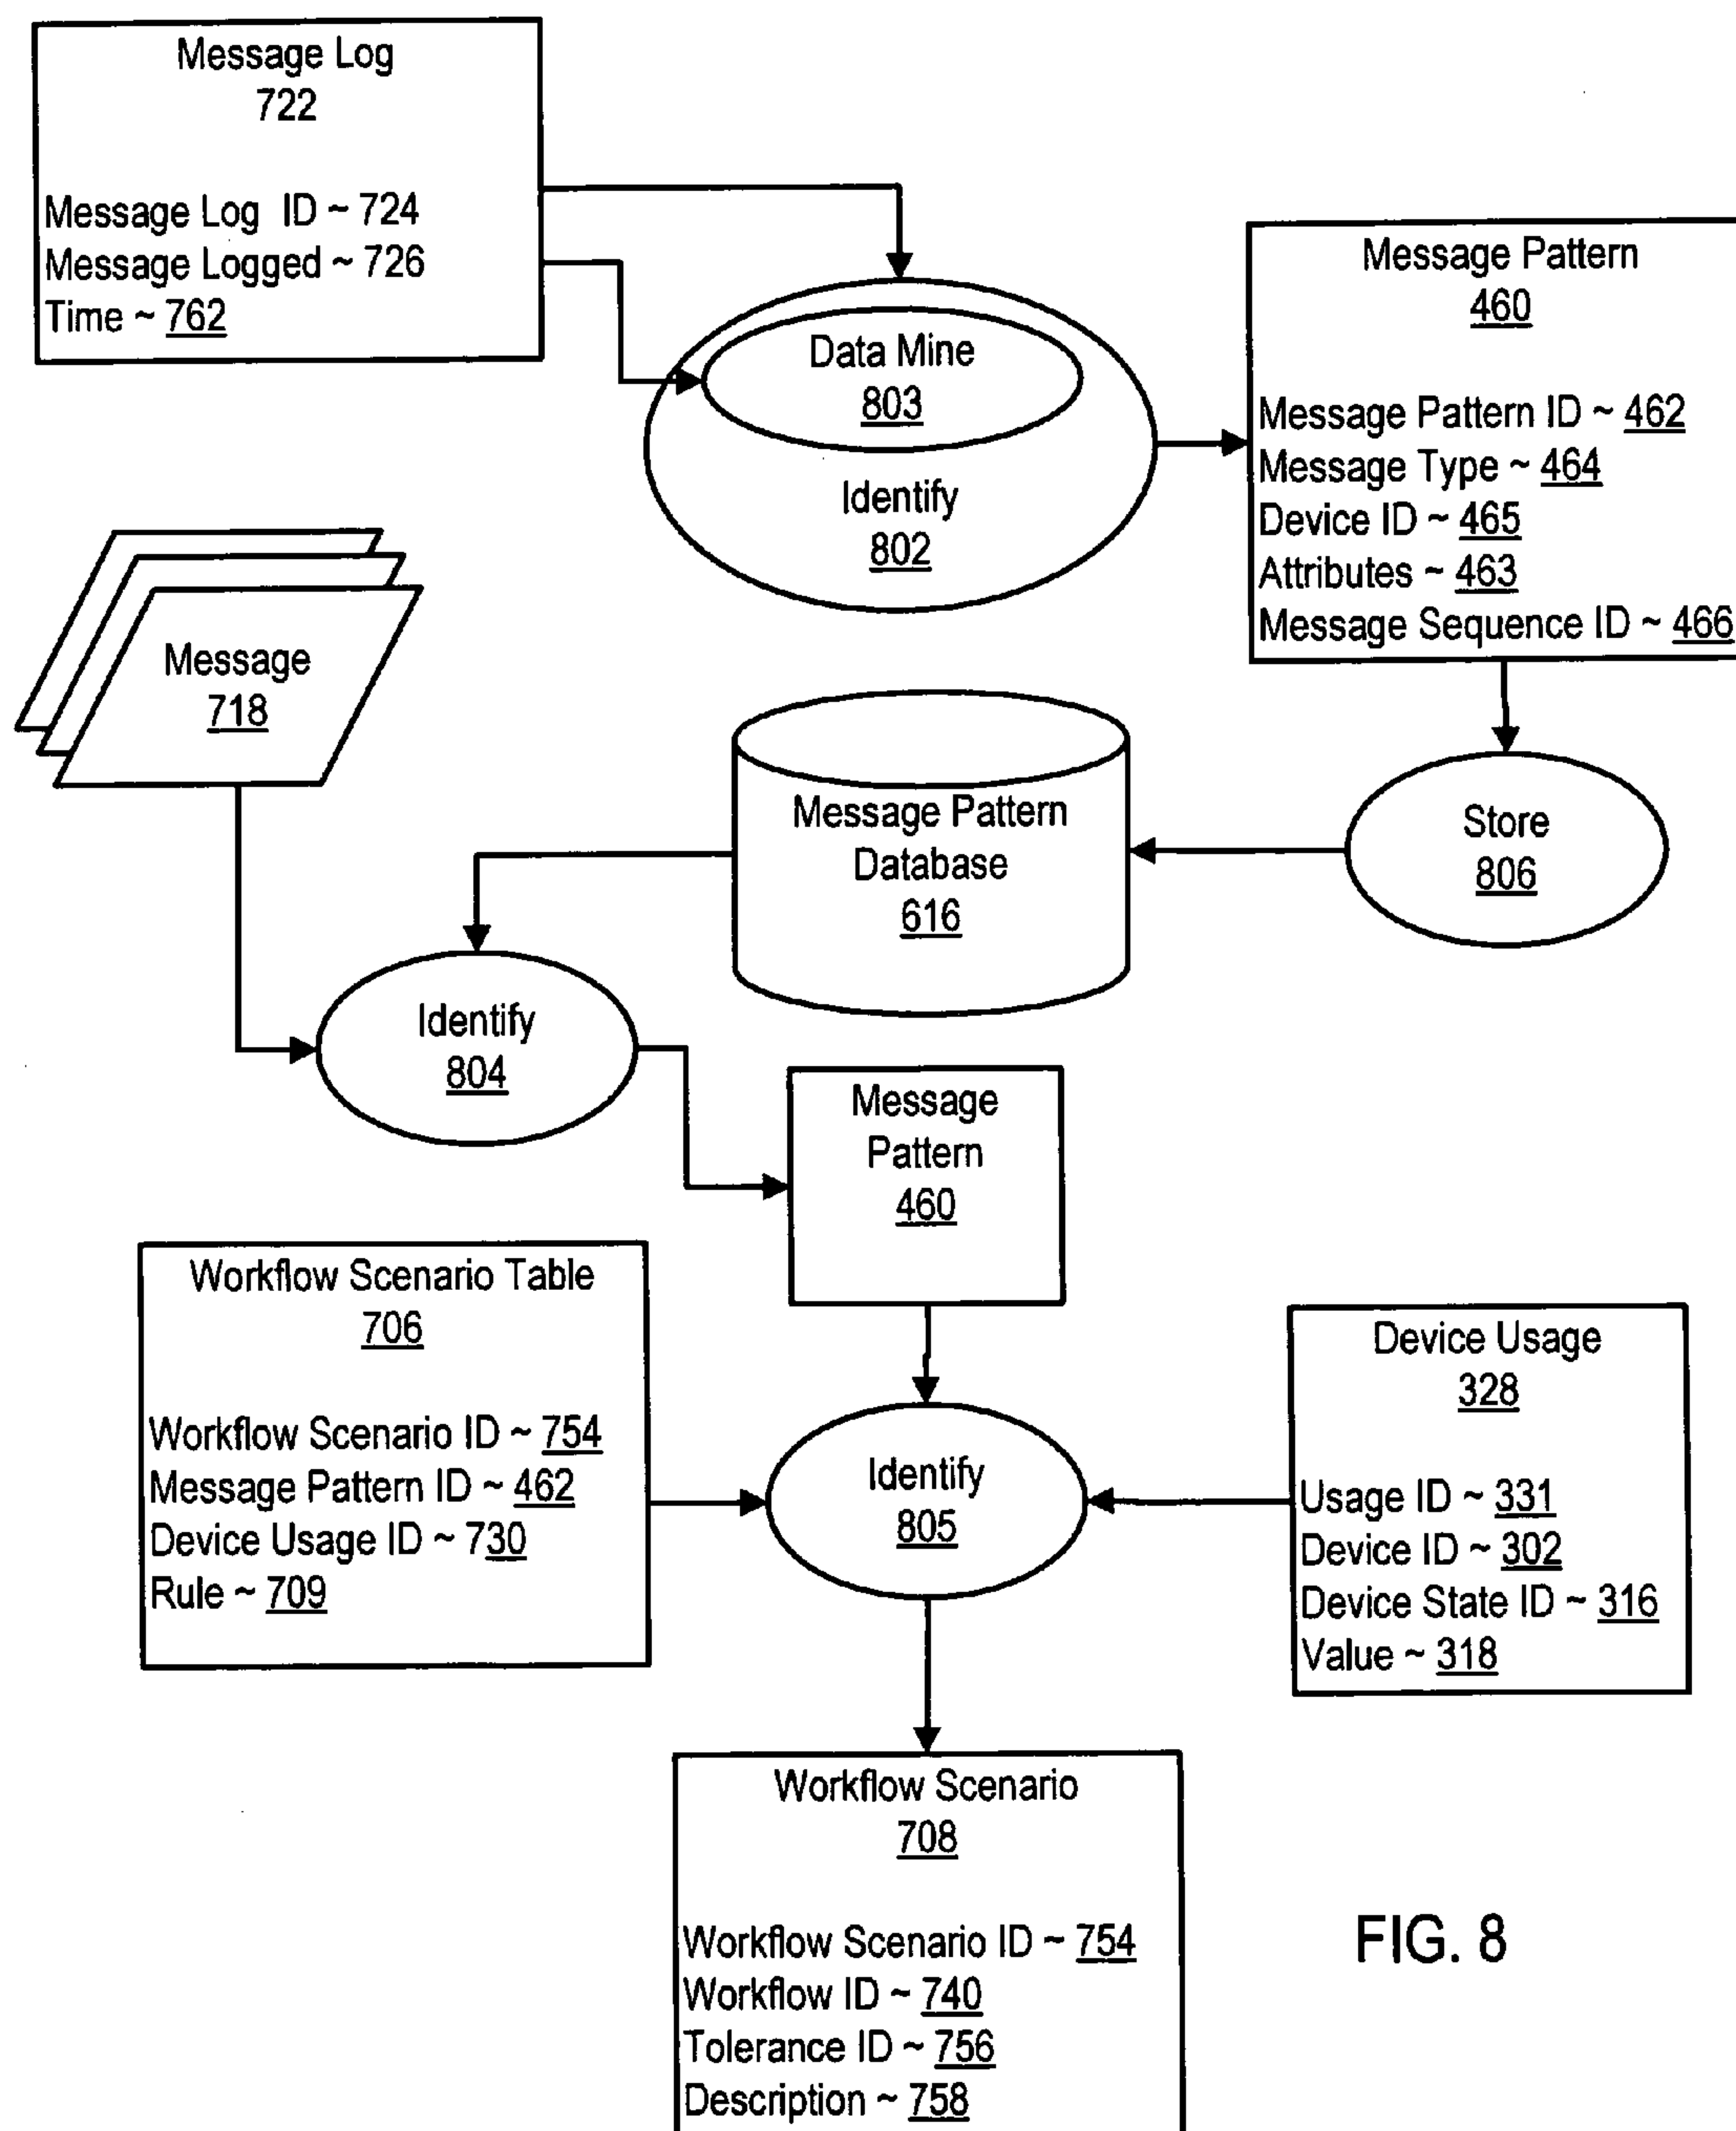 Message Log
722
Message Log ID ~ 724
Message Logged ~ 726
Time ~ 762
Data Mine
803
Identify
802
Message Pattern
460
Message Pattern ID ~ 462
Message Type ~ 464
Device ID ~ 465
Attributes ~ 463
Message Sequence ID ~ 466
Message
718
Message Pattern
Database
616
Store
806
Identify
804
Message
Pattern
460
Workflow Scenario Table
706
Workflow Scenario ID ~ 754
Message Pattern ID ~ 462
Device Usage ID ~ 730
Rule ~ 709
Identify
805
Device Usage
328
Usage ID ~ 331
Device ID ~ 302
Device State ID ~ 316
Value ~ 318
Workflow Scenario
708
Workflow Scenario ID ~ 754
Workflow ID ~ 740
Tolerance ID ~ 756
Description ~ 758
FIG. 8